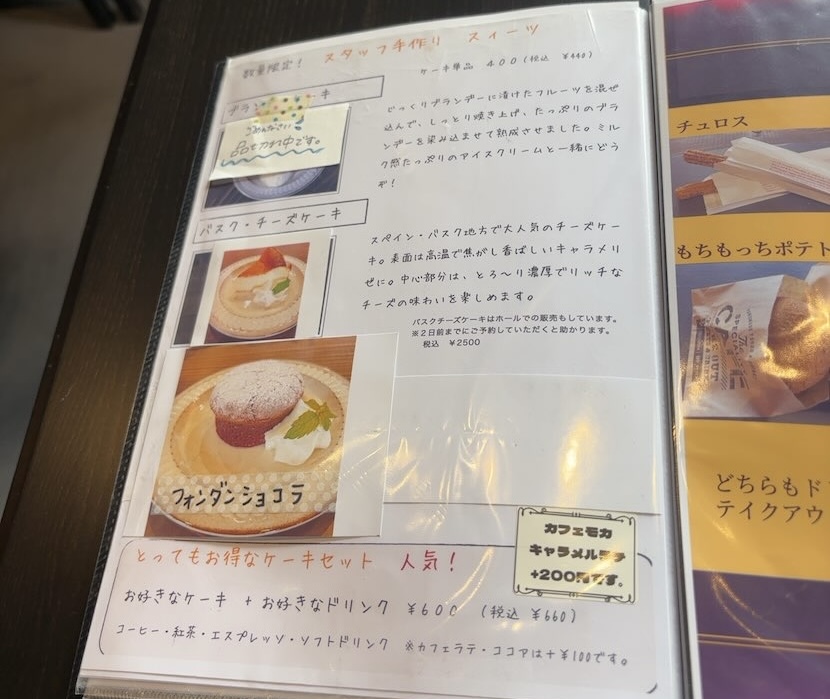 数量限定! スタッフ手作り スイーツ
ケーキ単品 400(税込 ¥440)
ブラン キ
ごめんなさい
品切れ中です。
じっくりブランデーに漬けたフルーツを混ぜ
込んで、しっとり焼き上げ、たっぷりのブラ
ンデーを染み込ませて熟成させました。ミル
ク感たっぷりのアイスクリームと一緒にどう
ぞ!
バスク・チーズケーキ
スペイン・バスク地方で大人気のチーズケー
キ。表面は高温で焦がし香ばしいキャラメリ
ゼに。中心部分は、とろ〜り濃厚でリッチな
チーズの味わいを楽しめます。
バスクチーズケーキはホールでの販売もしています。
※2日前までにご予約していただくと助かります。
税込 ¥2500
フォンダンショコラ
カフェモカ
キャラメルラテ
+200円です。
とってもお得なケーキセット 人気!
お好きなケーキ + お好きなドリンク ¥600 (税込 ¥660)
コーヒー・紅茶・エスプレッソ・ソフトドリンク ※カフェラテ・ココアは+¥100です。
チュロス
もちもっちポテト
どちらもド
テイクアウ